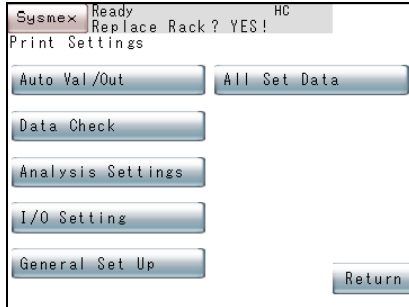 Sysmex Ready HC
Replace Rack? YES!
Print Settings
Auto Val/Out All Set Data
Data Check
Analysis Settings
I/O Setting
General Set Up
Return